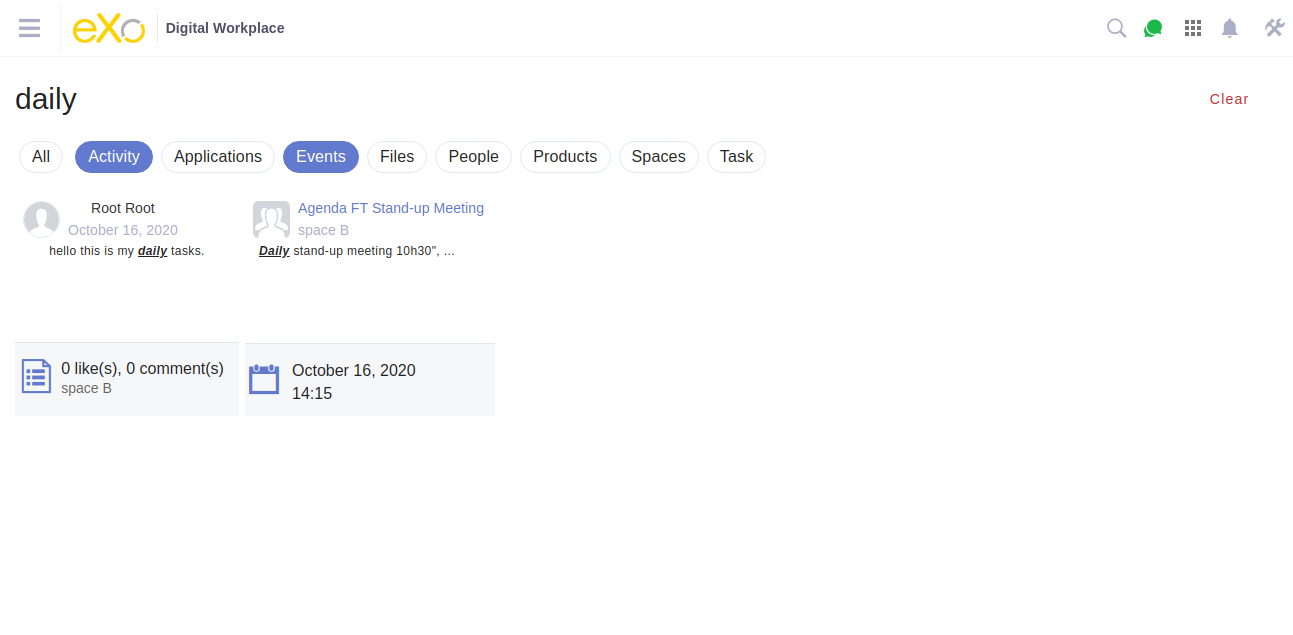 eXo Digital Workplace
daily
Clear
All Activity Applications Events Files People Products Spaces Task
Root Root
October 16, 2020
hello this is my daily tasks.
0 like(s), 0 comment(s)
space B
Agenda FT Stand-up Meeting
space B
Daily stand-up meeting 10h30", ...
October 16, 2020
14:15